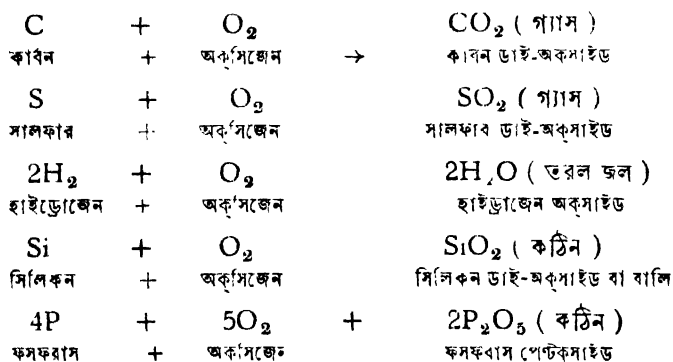 C + O₂ CO₂ ( গ্যাস )
কার্বন + অক্সিজেন → কার্বন ডাই-অক্সাইড
S + O₂ SO₂ ( গ্যাস )
সালফার + অক্সিজেন সালফার ডাই-অক্সাইড
2H₂ + O₂ 2H₂O ( তরল জল )
হাইড্রোজেন + অক্সিজেন হাইড্রোজেন অক্সাইড
Si + O₂ SiO₂ ( কঠিন )
সিলিকন + অক্সিজেন সিলিকন ডাই-অক্সাইড বা বালি
4P + 5O₂ + 2P₂O₅ ( কঠিন )
ফসফরাস + অক্সিজেন ফসফরাস পেন্টক্সাইড